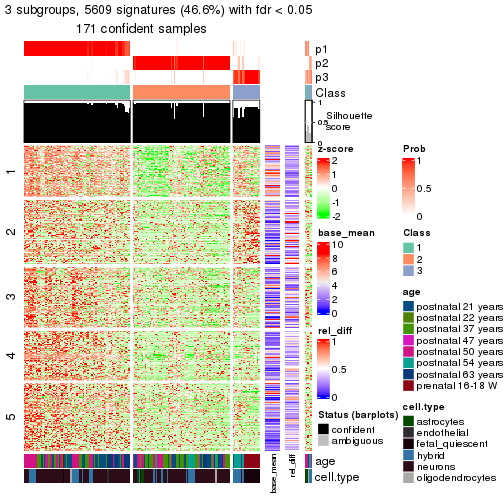 3 subgroups, 5609 signatures (46.6%) with fdr < 0.05
171 confident samples
p1
p2
p3
Class
1
0.5
0
Silhouette
score
1
2
3
4
5
age
cell.type
base_mean
rel_diff
z-score
2
1
0
-1
-2
base_mean
10
8
6
4
2
0
rel_diff
1
0.5
0
Status (barplots)
confident
ambiguous
Prob
1
0.5
0
Class
1
2
3
age
postnatal 21 years
postnatal 22 years
postnatal 37 years
postnatal 47 years
postnatal 50 years
postnatal 54 years
postnatal 63 years
prenatal 16-18 W
cell.type
astrocytes
endothelial
fetal_quiescent
hybrid
neurons
oligodendrocytes